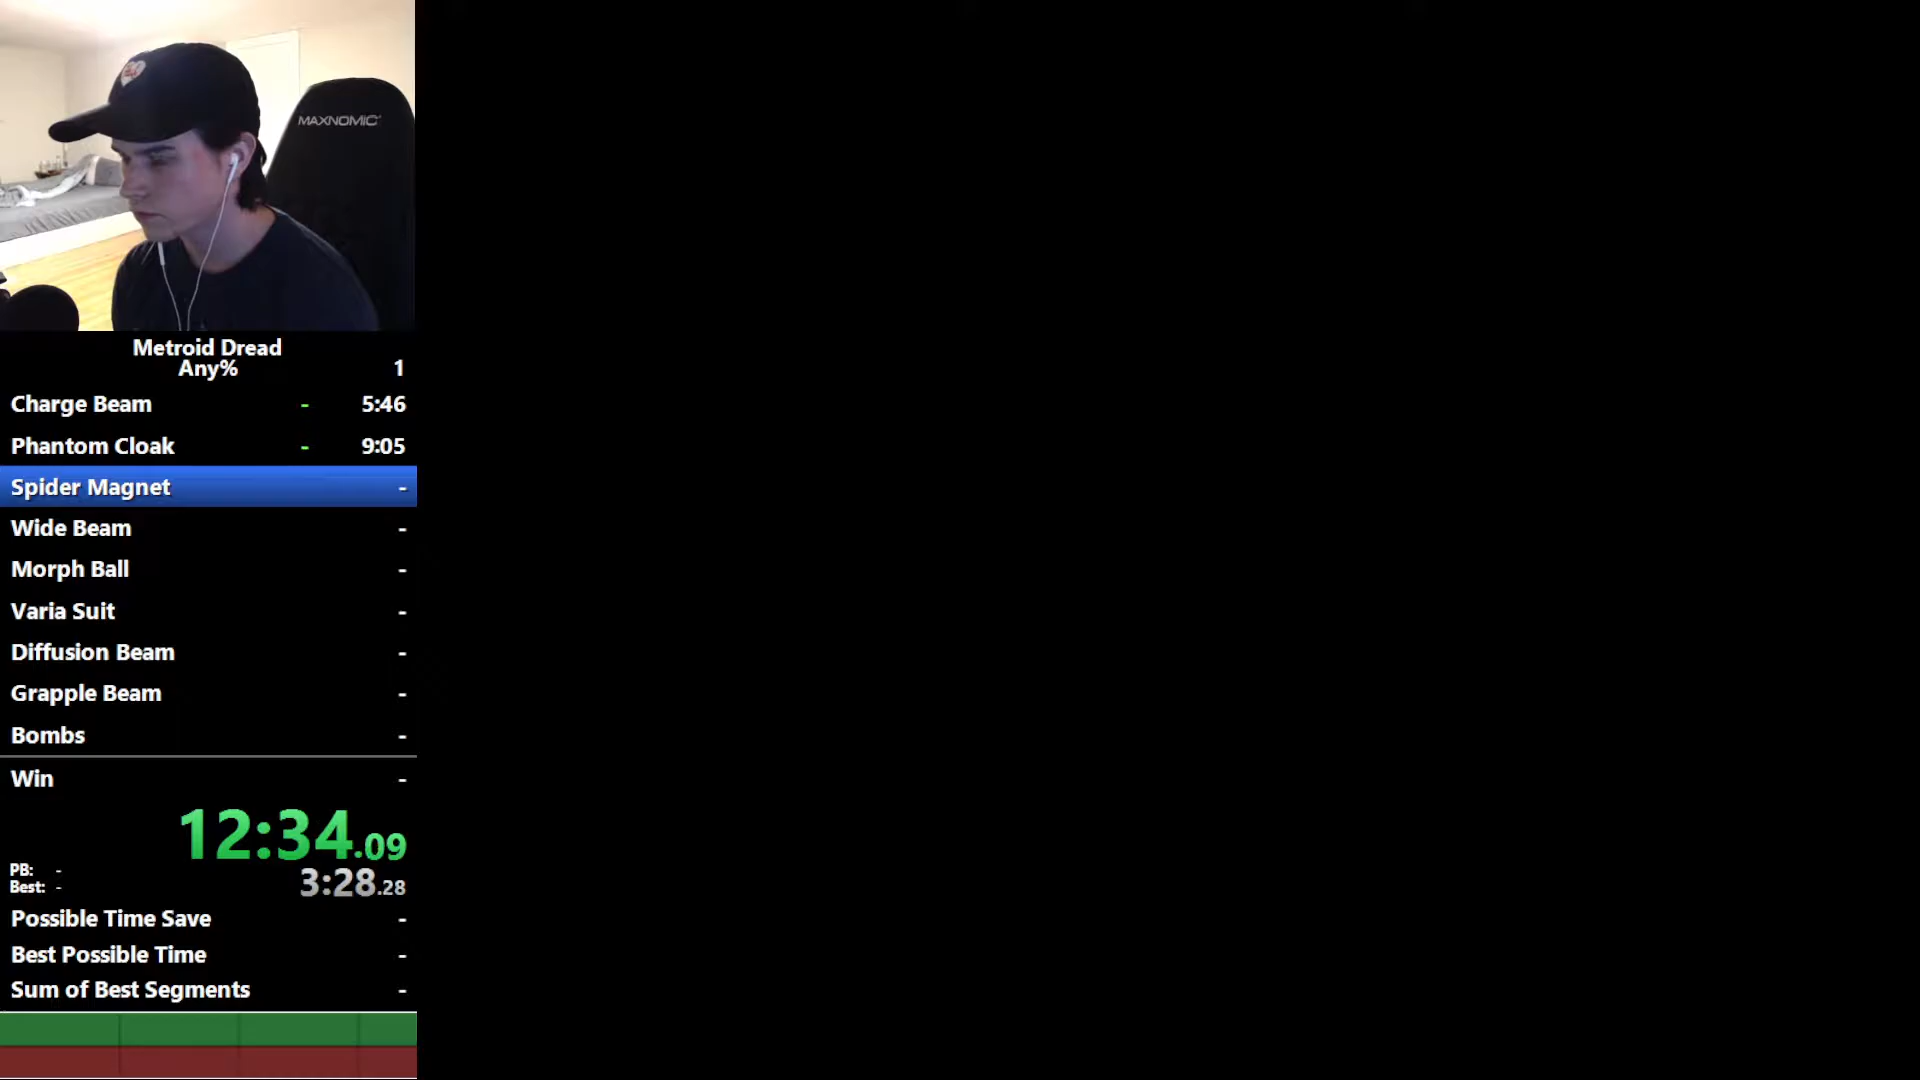 MAXNOMIC
Metroid Dread
Any% 1
Charge Beam - 5:46
Phantom Cloak - 9:05
Spider Magnet -
Wide Beam -
Morph Ball -
Varia Suit -
Diffusion Beam -
Grapple Beam -
Bombs -
Win -
12:34.09
PB: -
Best: -
3:28.28
Possible Time Save -
Best Possible Time -
Sum of Best Segments -